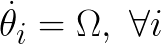 θ̇ᵢ = Ω, ∀i